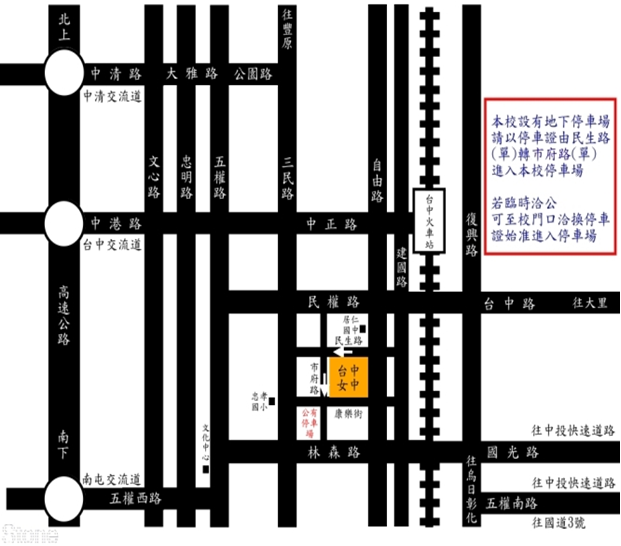 北上
往豐原
中清路
大雅路
公園路
中清交流道
本校設有地下停車場
請以停車證由民生路
(單)轉市府路(單)
進入本校停車場
若臨時洽公
可至校門口洽換停車
證始准進入停車場
文心路
忠明路
五權路
三民路
自由路
台中火車站
復興路
中港路
中正路
台中交流道
建國路
高速公路
民權路
台中路
往大里
居仁
國中
民生路
市府路
台中
女中
忠孝
國小
公有
停車
場
康樂街
文化中心
往中投快速道路
南下
林森路
國光路
往烏日彰化
南屯交流道
五權西路
往中投快速道路
五權南路
往國道3號
Stone